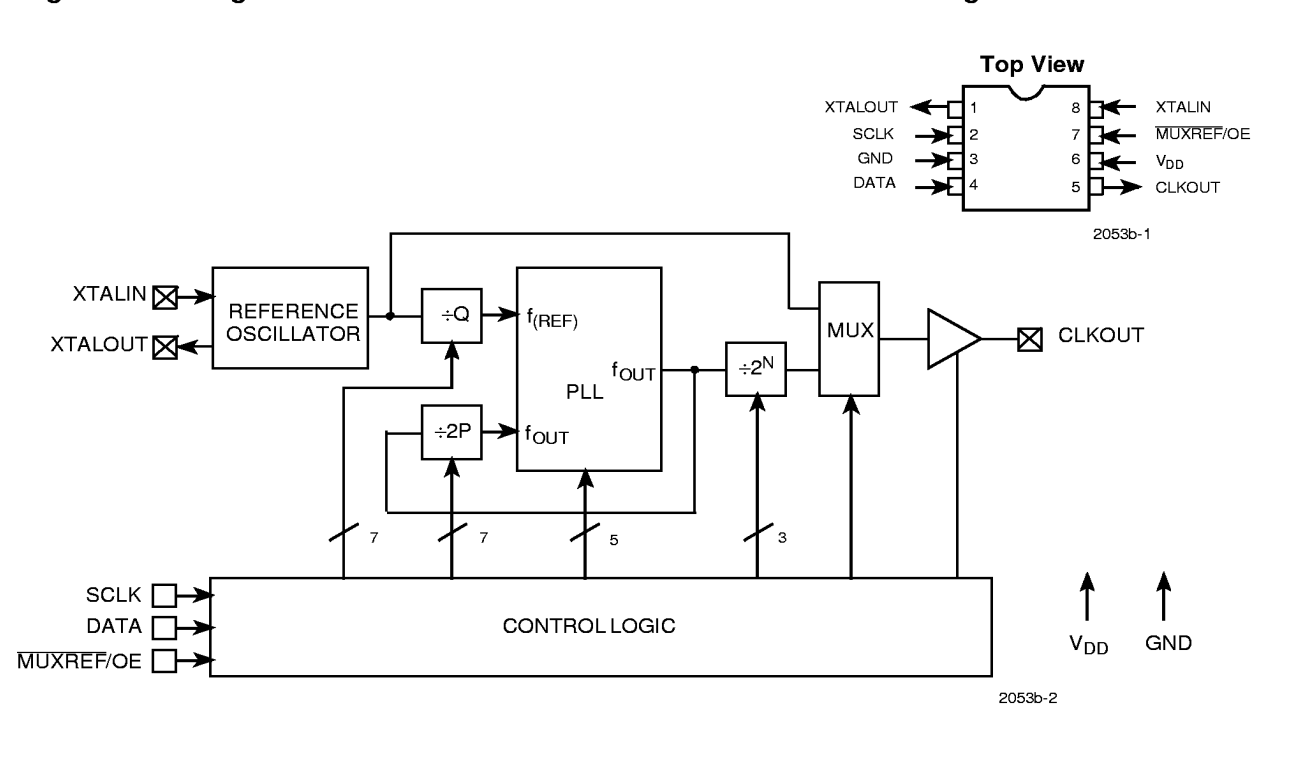 Top View
XTALOUT 1 8 XTALIN
SCLK 2 7 MUXREF/OE
GND 3 6 VDD
DATA 4 5 CLKOUT
2053b-1
XTALIN
XTALOUT
REFERENCE
OSCILLATOR
÷Q
f(REF)
fOUT
PLL
÷2P
fOUT
÷2N
MUX
CLKOUT
7
7
5
3
SCLK
DATA
MUXREF/OE
CONTROL LOGIC
VDD
GND
2053b-2